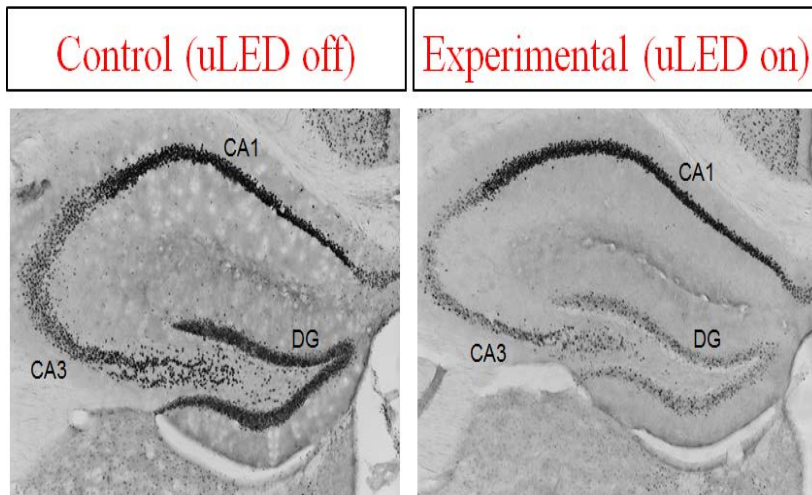 Control (uLED off)
Experimental (uLED on)
CA1
DG
CA3
CA1
DG
CA3